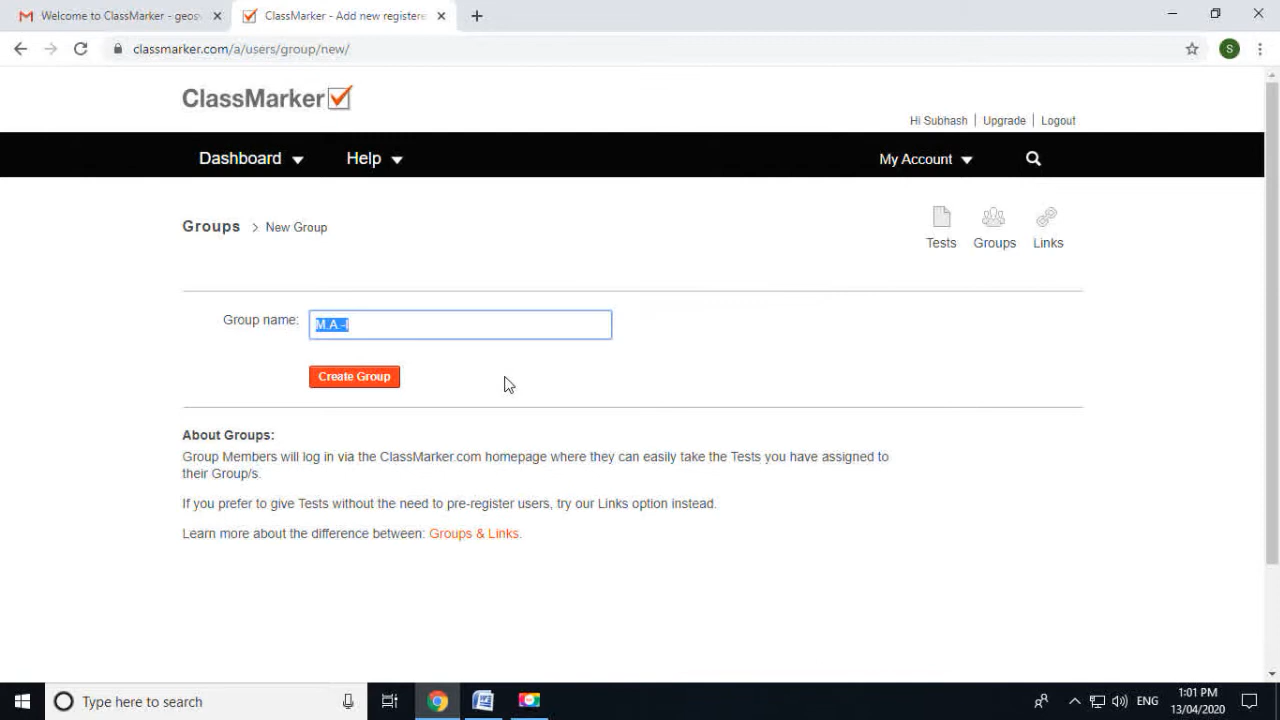 Welcome to ClassMarker - geos
ClassMarker - Add new registere
classmarker.com/a/users/group/new/
S
ClassMarker
Hi Subhash | Upgrade | Logout
Dashboard Help My Account
Groups > New Group
Tests Groups Links
Group name: M.A.-I
Create Group
About Groups:
Group Members will log in via the ClassMarker.com homepage where they can easily take the Tests you have assigned to
their Group/s.
If you prefer to give Tests without the need to pre-register users, try our Links option instead.
Learn more about the difference between: Groups & Links.
Type here to search
ENG
1:01 PM
13/04/2020